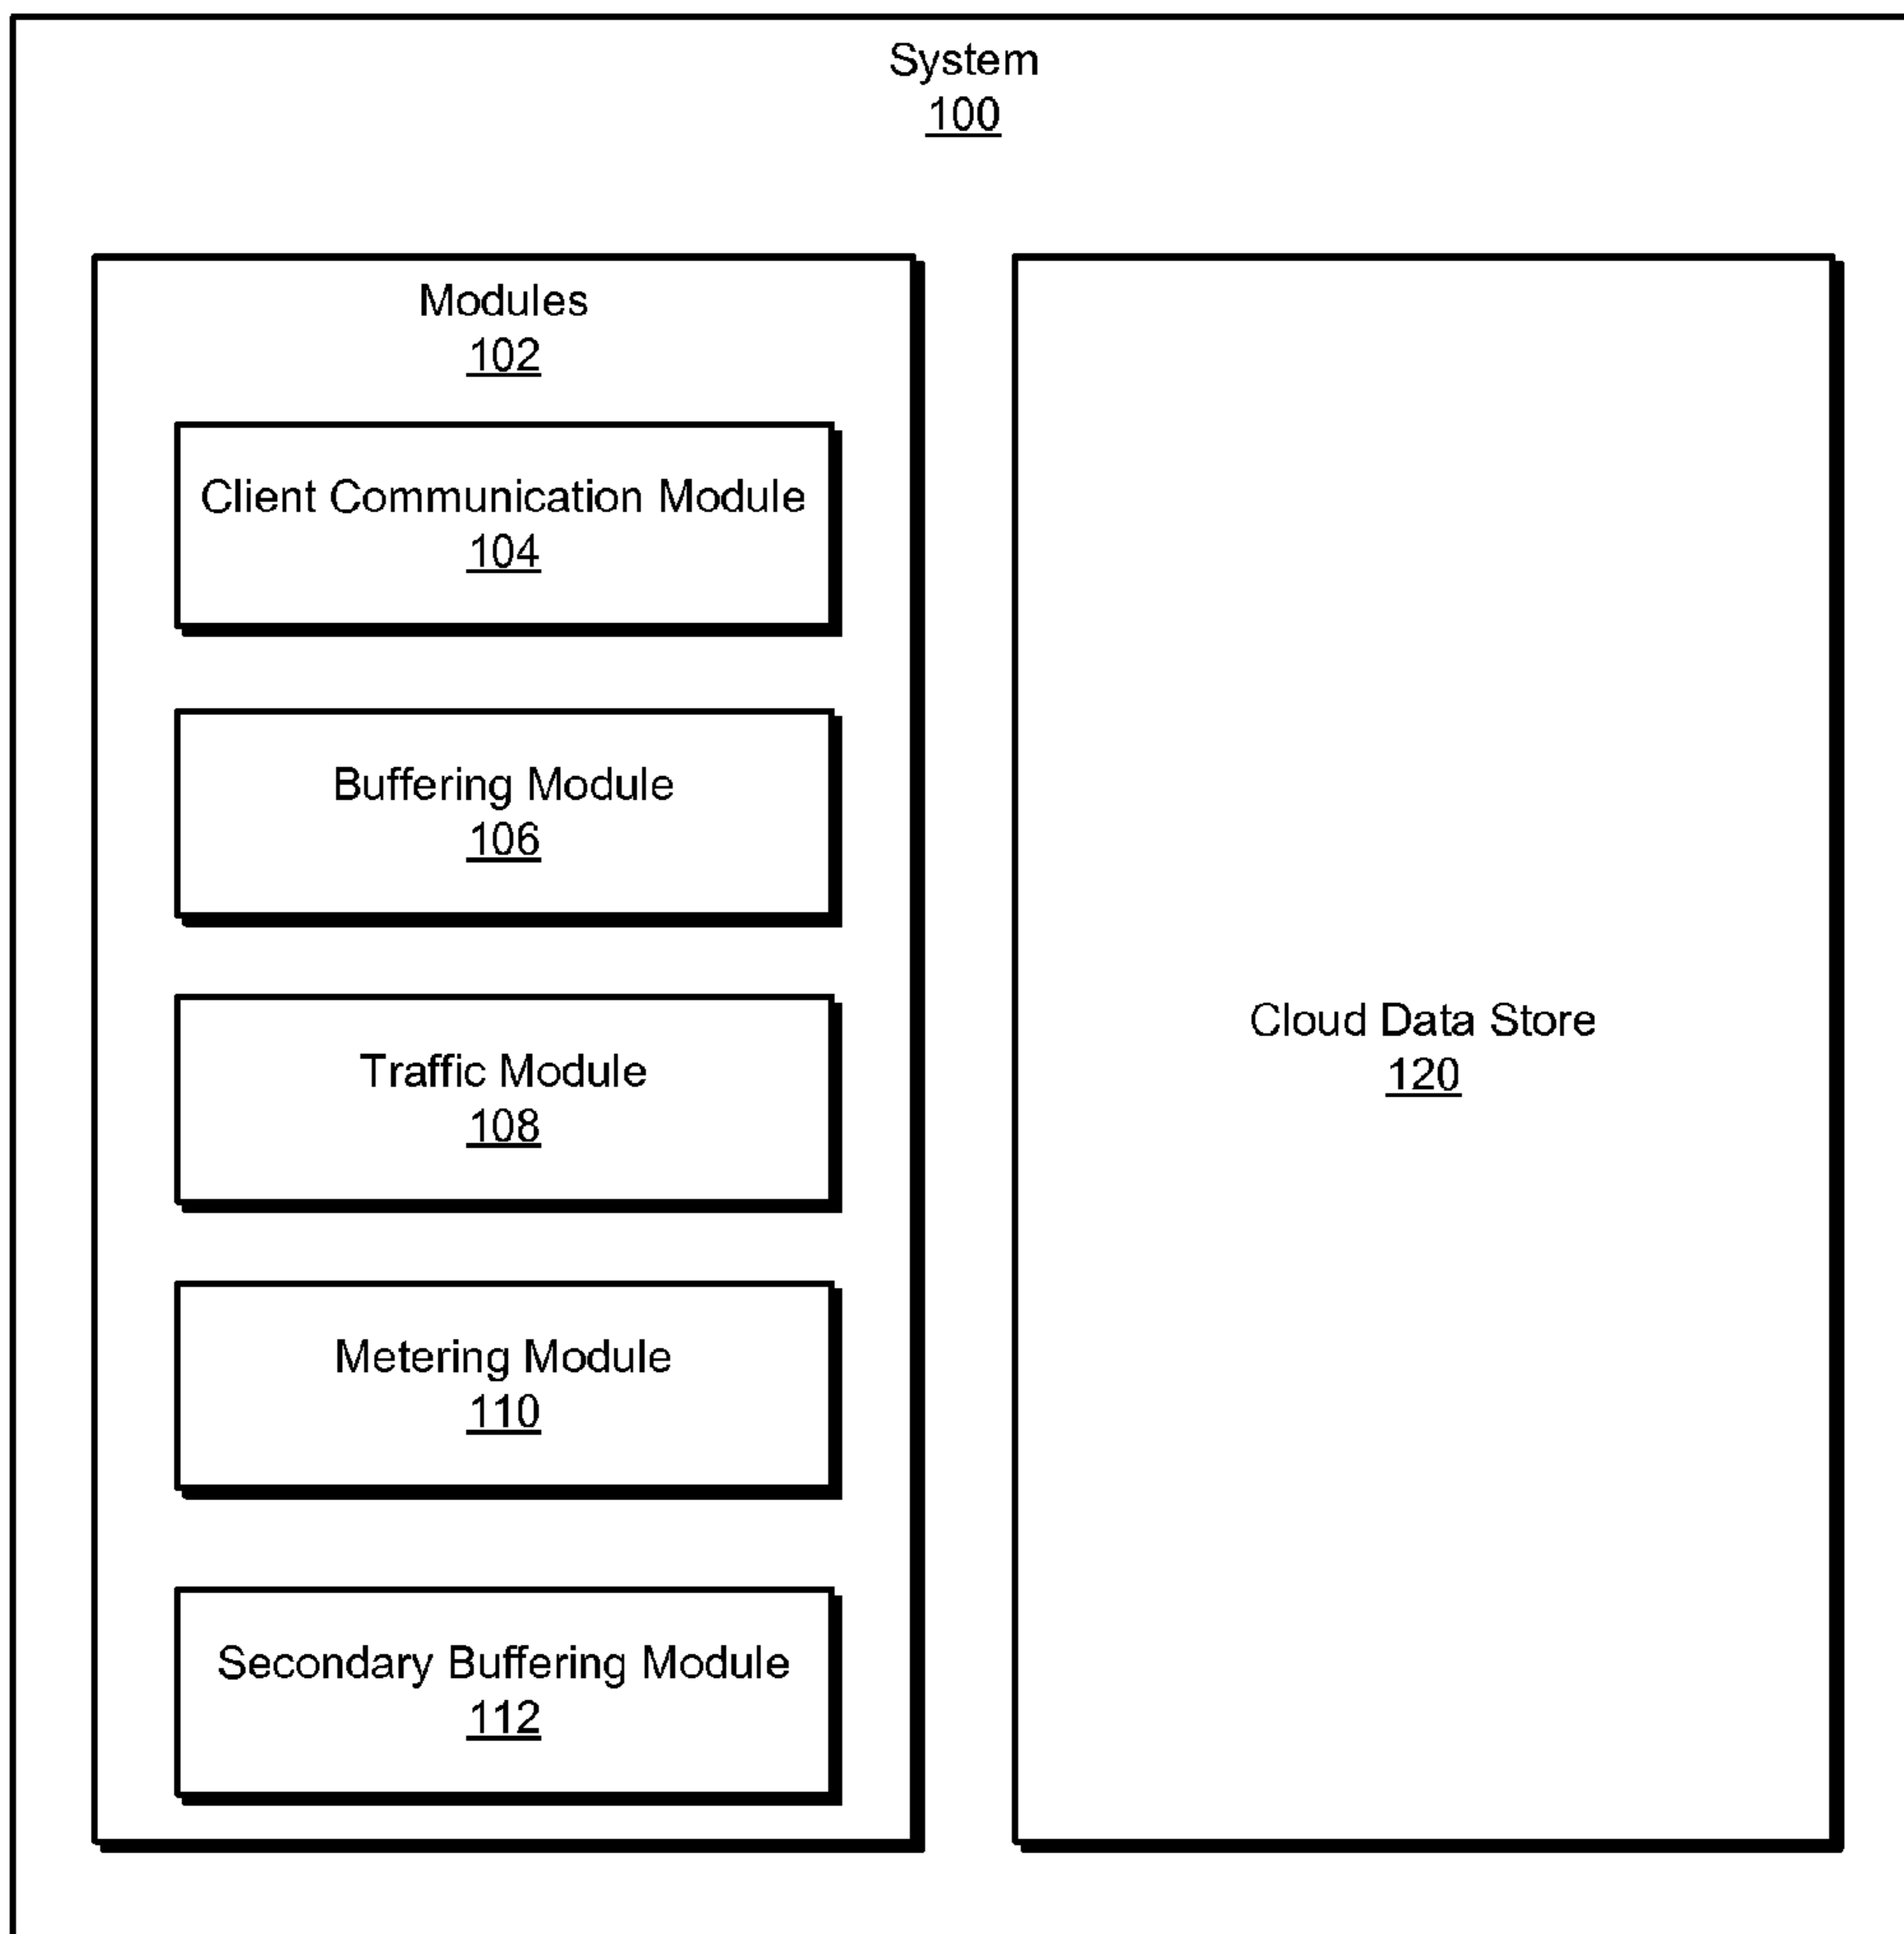 System
100
Modules
102
Client Communication Module
104
Buffering Module
106
Traffic Module
108
Metering Module
110
Secondary Buffering Module
112
Cloud Data Store
120